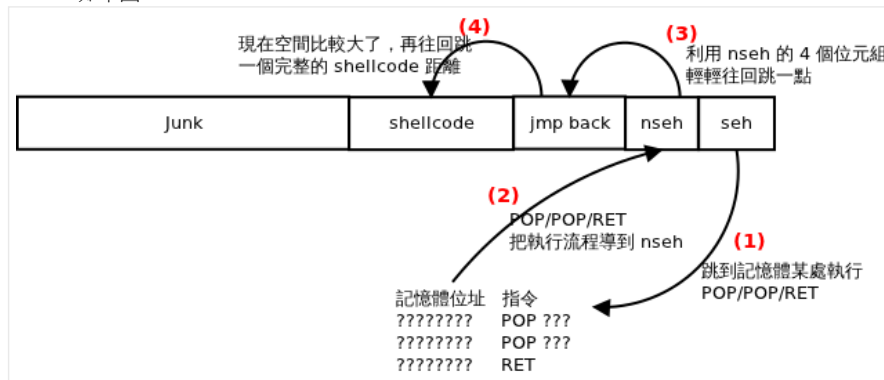 (4)
(3)
現在空間比較大了，再往回跳
一個完整的 shellcode 距離
利用 nseh 的 4 個位元組
輕輕往回跳一點
Junk
shellcode
jmp back
nseh
seh
(2)
POP/POP/RET
把執行流程導到 nseh
(1)
跳到記憶體某處執行
POP/POP/RET
記憶體位址 指令
???????? POP ???
???????? POP ???
???????? RET